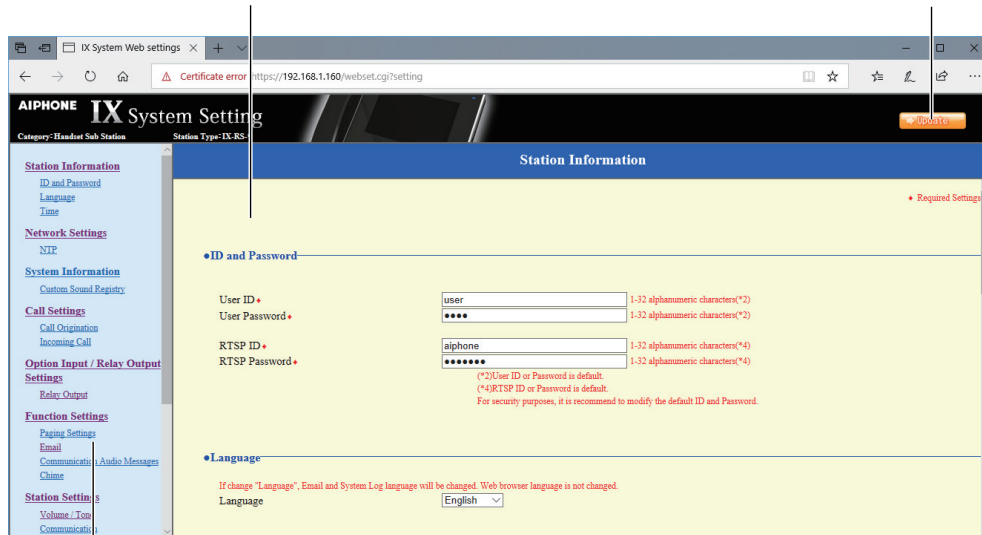 IX System Web settings
Certificate error https://192.168.1.160/webset.cgi?setting
AIPHONE IX System Setting
Category:Handset Sub Station Station Type:IX-RS-
Update
Station Information
ID and Password
Language
Time
Network Settings
NTP
System Information
Custom Sound Registry
Call Settings
Call Origination
Incoming Call
Option Input / Relay Output
Settings
Relay Output
Function Settings
Paging Settings
Email
Communication Audio Messages
Chime
Station Settings
Volume / Tone
Communication
Station Information
♦ Required Settings
●ID and Password
User ID♦ user 1-32 alphanumeric characters(*2)
User Password♦ ●●●● 1-32 alphanumeric characters(*2)
RTSP ID♦ aiphone 1-32 alphanumeric characters(*4)
RTSP Password♦ ●●●●●●● 1-32 alphanumeric characters(*4)
(*2)User ID or Password is default.
(*4)RTSP ID or Password is default.
For security purposes, it is recommend to modify the default ID and Password.
●Language
If change "Language", Email and System Log language will be changed. Web browser language is not changed.
Language English